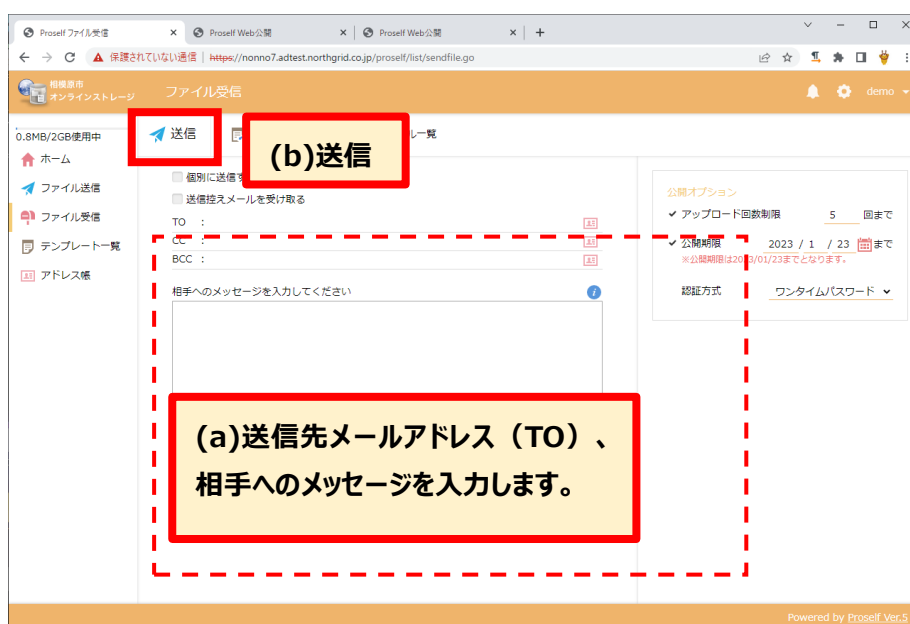 Proself ファイル受信
Proself Web公開
Proself Web公開
保護されていない通信 | https://nonno7.adtest.northgrid.co.jp/proself/list/sendfile.go
相模原市
オンラインストレージ
ファイル受信
demo
0.8MB/2GB使用中
ホーム
ファイル送信
ファイル受信
テンプレート一覧
アドレス帳
送信
(b)送信
ル一覧
個別に送信す
送信控えメールを受け取る
TO :
CC :
BCC :
相手へのメッセージを入力してください
(a)送信先メールアドレス（TO）、
相手へのメッセージを入力します。
公開オプション
アップロード回数制限 5 回まで
公開期限 2023 / 1 / 23 まで
※公開期限は2023/01/23までとなります。
認証方式 ワンタイムパスワード
Powered by Proself Ver.5